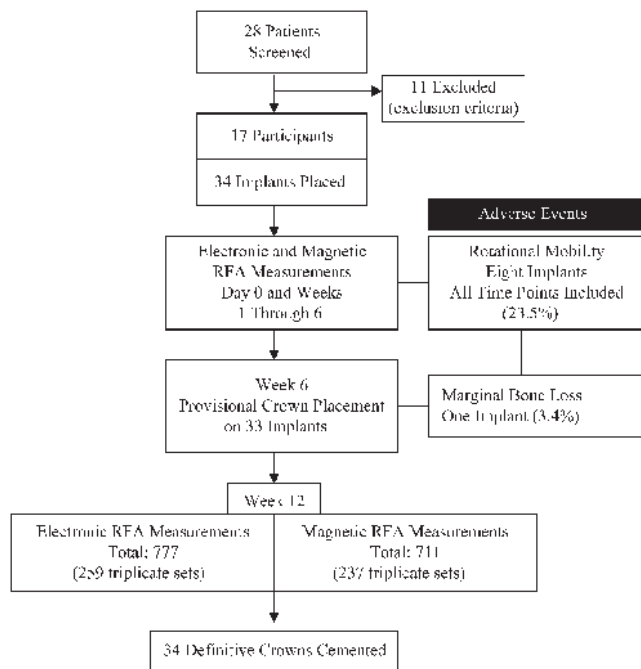 28 Patients
Screened
11 Excluded
(exclusion criteria)
17 Participants
34 Implants Placed
Adverse Events
Electronic and Magnetic
RFA Measurements
Day 0 and Weeks
1 Through 6
Rotational Mobility
Eight Implants
All Time Points Included
(23.5%)
Week 6
Provisional Crown Placement
on 33 Implants
Marginal Bone Loss
One Implant (3.4%)
Week 12
Electronic RFA Measurements
Total: 777
(259 triplicate sets)
Magnetic RFA Measurements
Total: 711
(237 triplicate sets)
34 Definitive Crowns Cemented